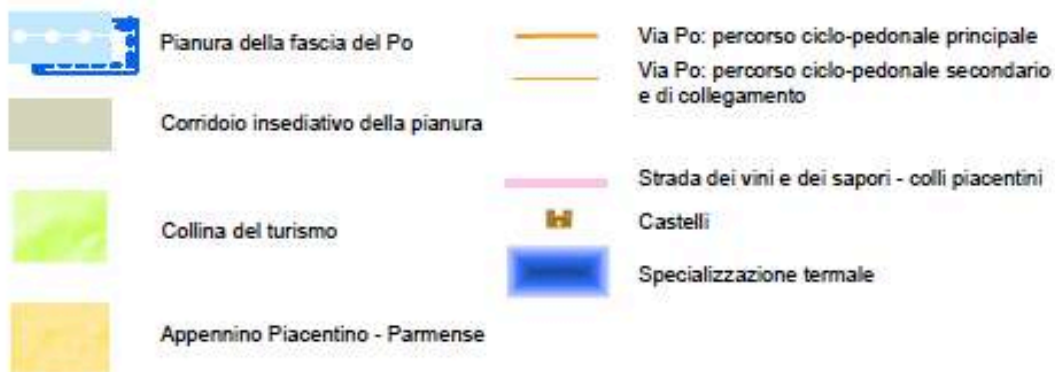 Pianura della fascia del Po
Corridoio insediativo della pianura
Collina del turismo
Appennino Piacentino - Parmense
Via Po: percorso ciclo-pedonale principale
Via Po: percorso ciclo-pedonale secondario
e di collegamento
Strada dei vini e dei sapori - colli piacentini
Castelli
Specializzazione termale